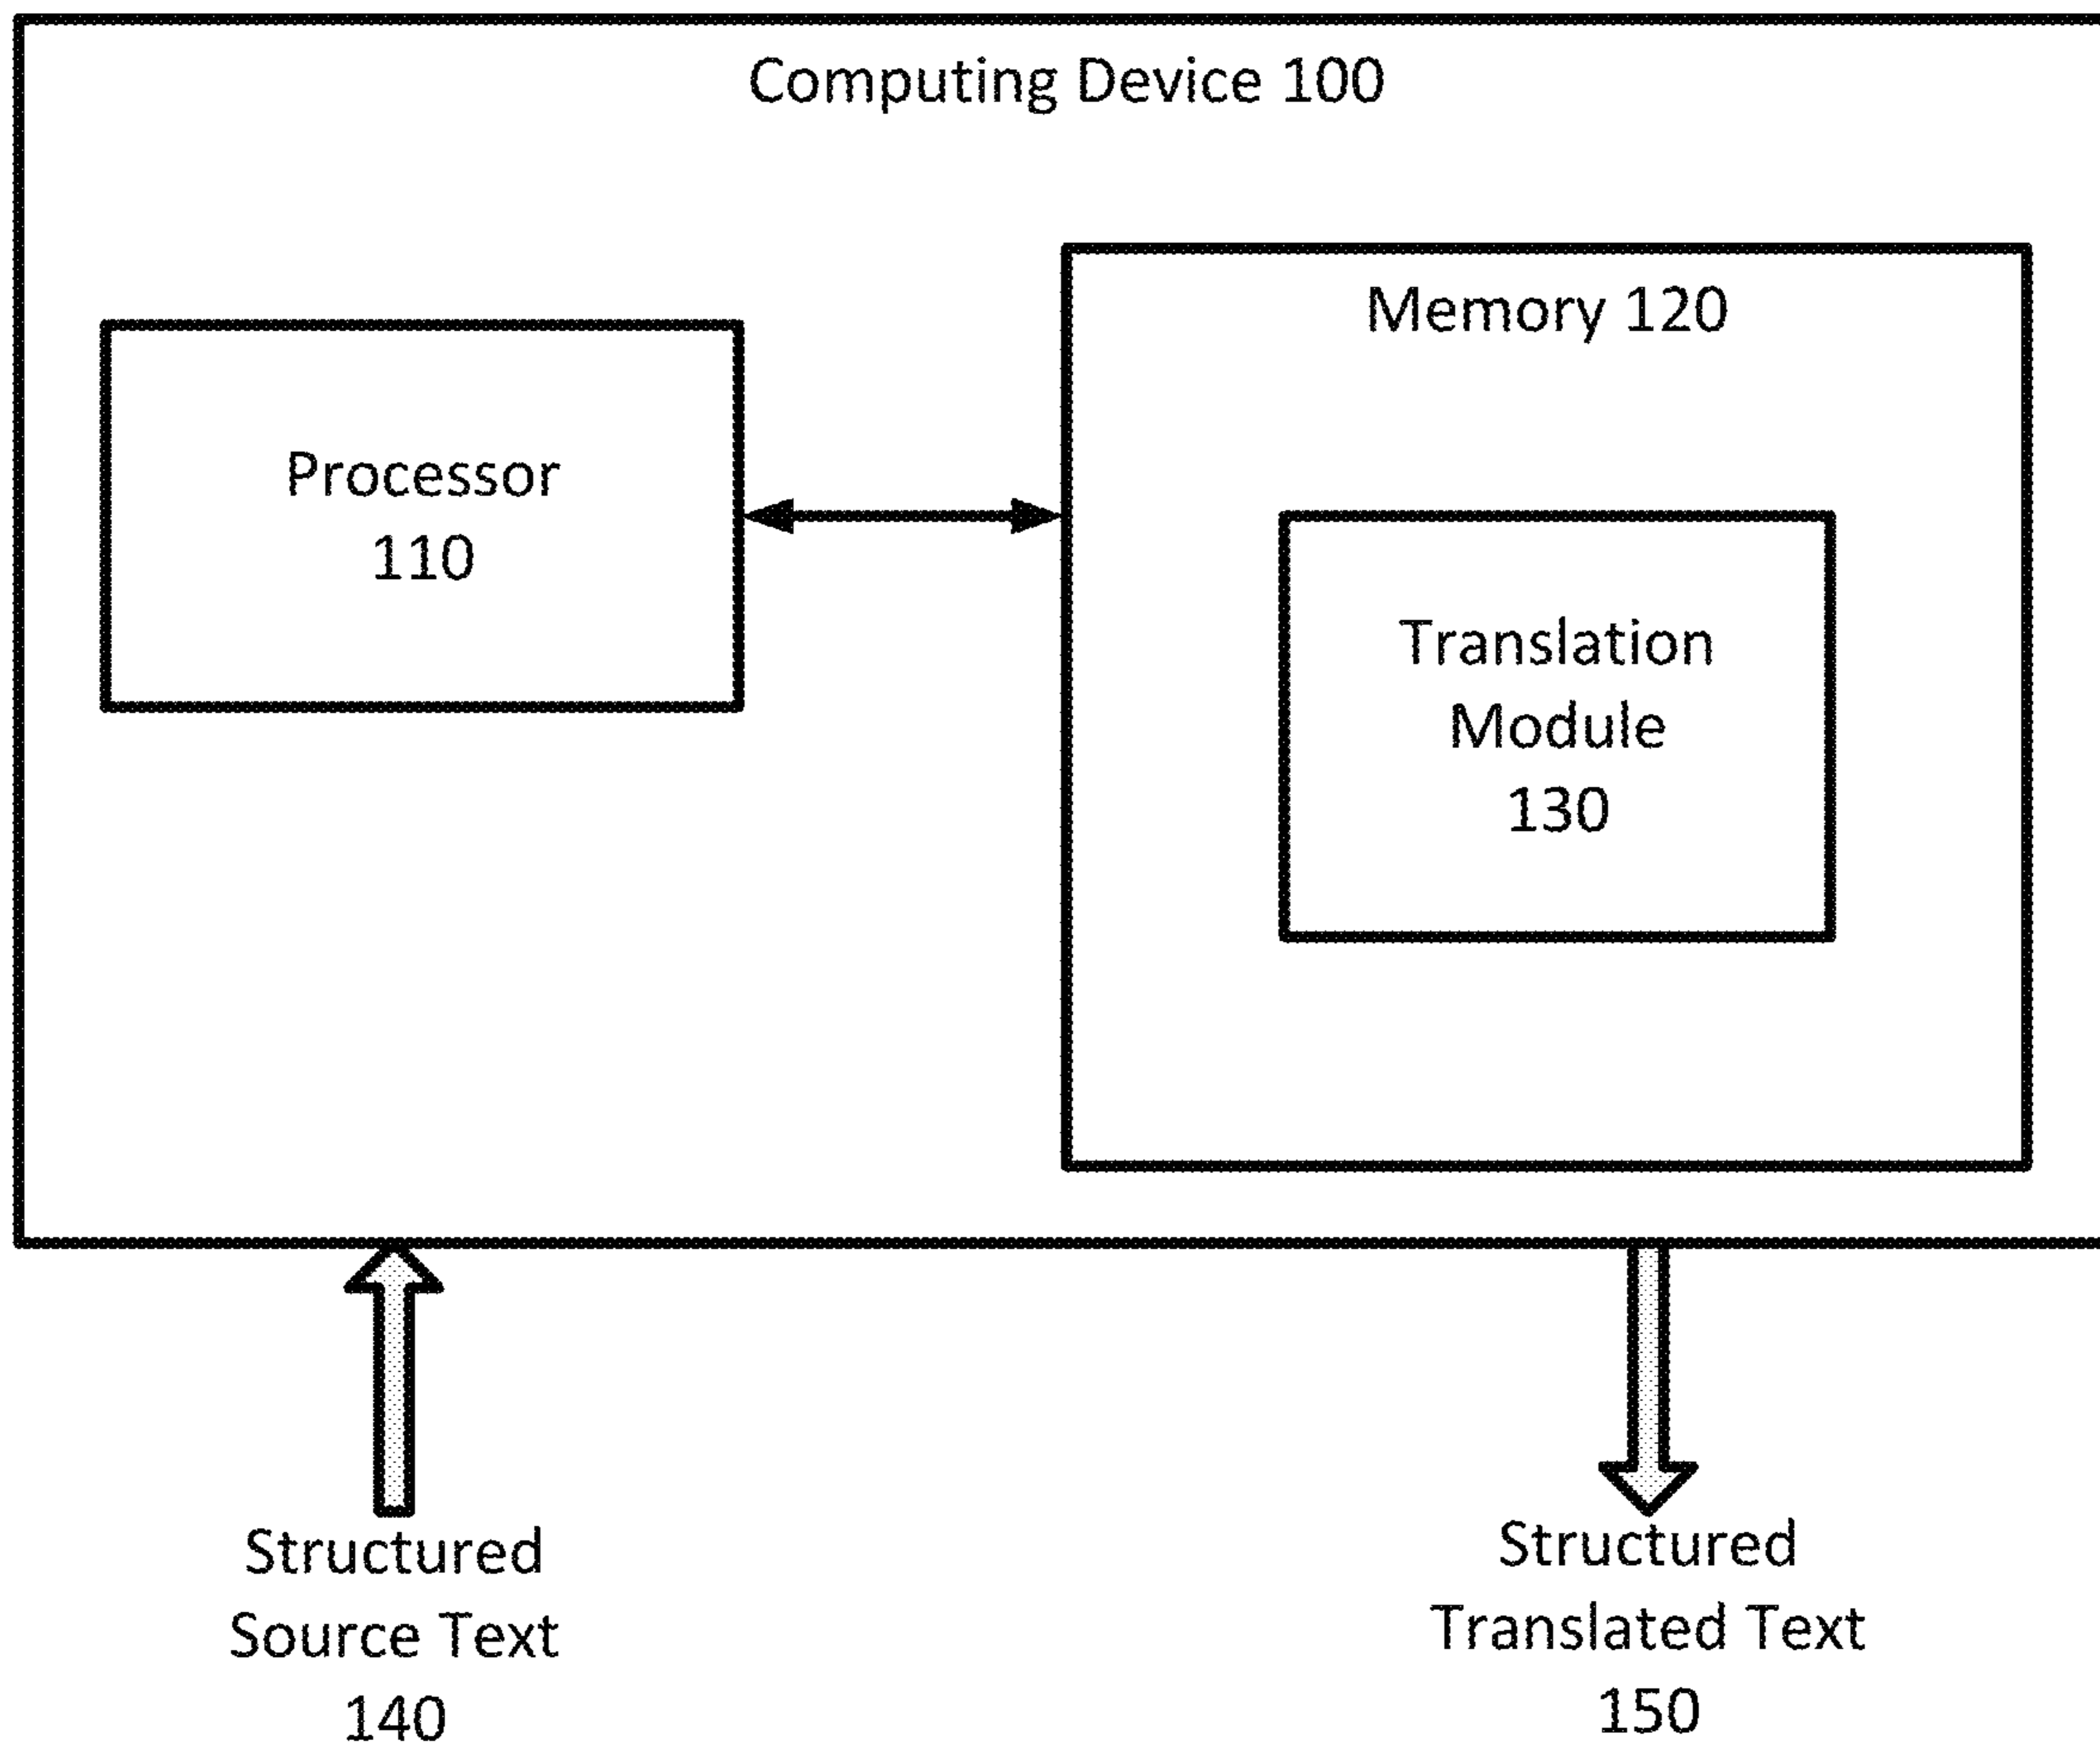 Computing Device 100
Memory 120
Processor
110
Translation
Module
130
Structured
Source Text
140
Structured
Translated Text
150